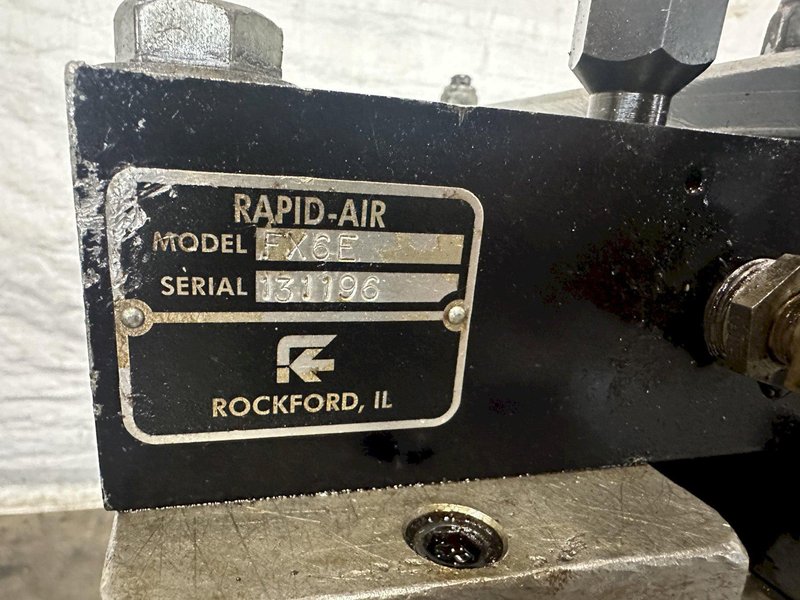 RAPID-AIR
MODEL FX6E
SERIAL 131196
ROCKFORD, IL